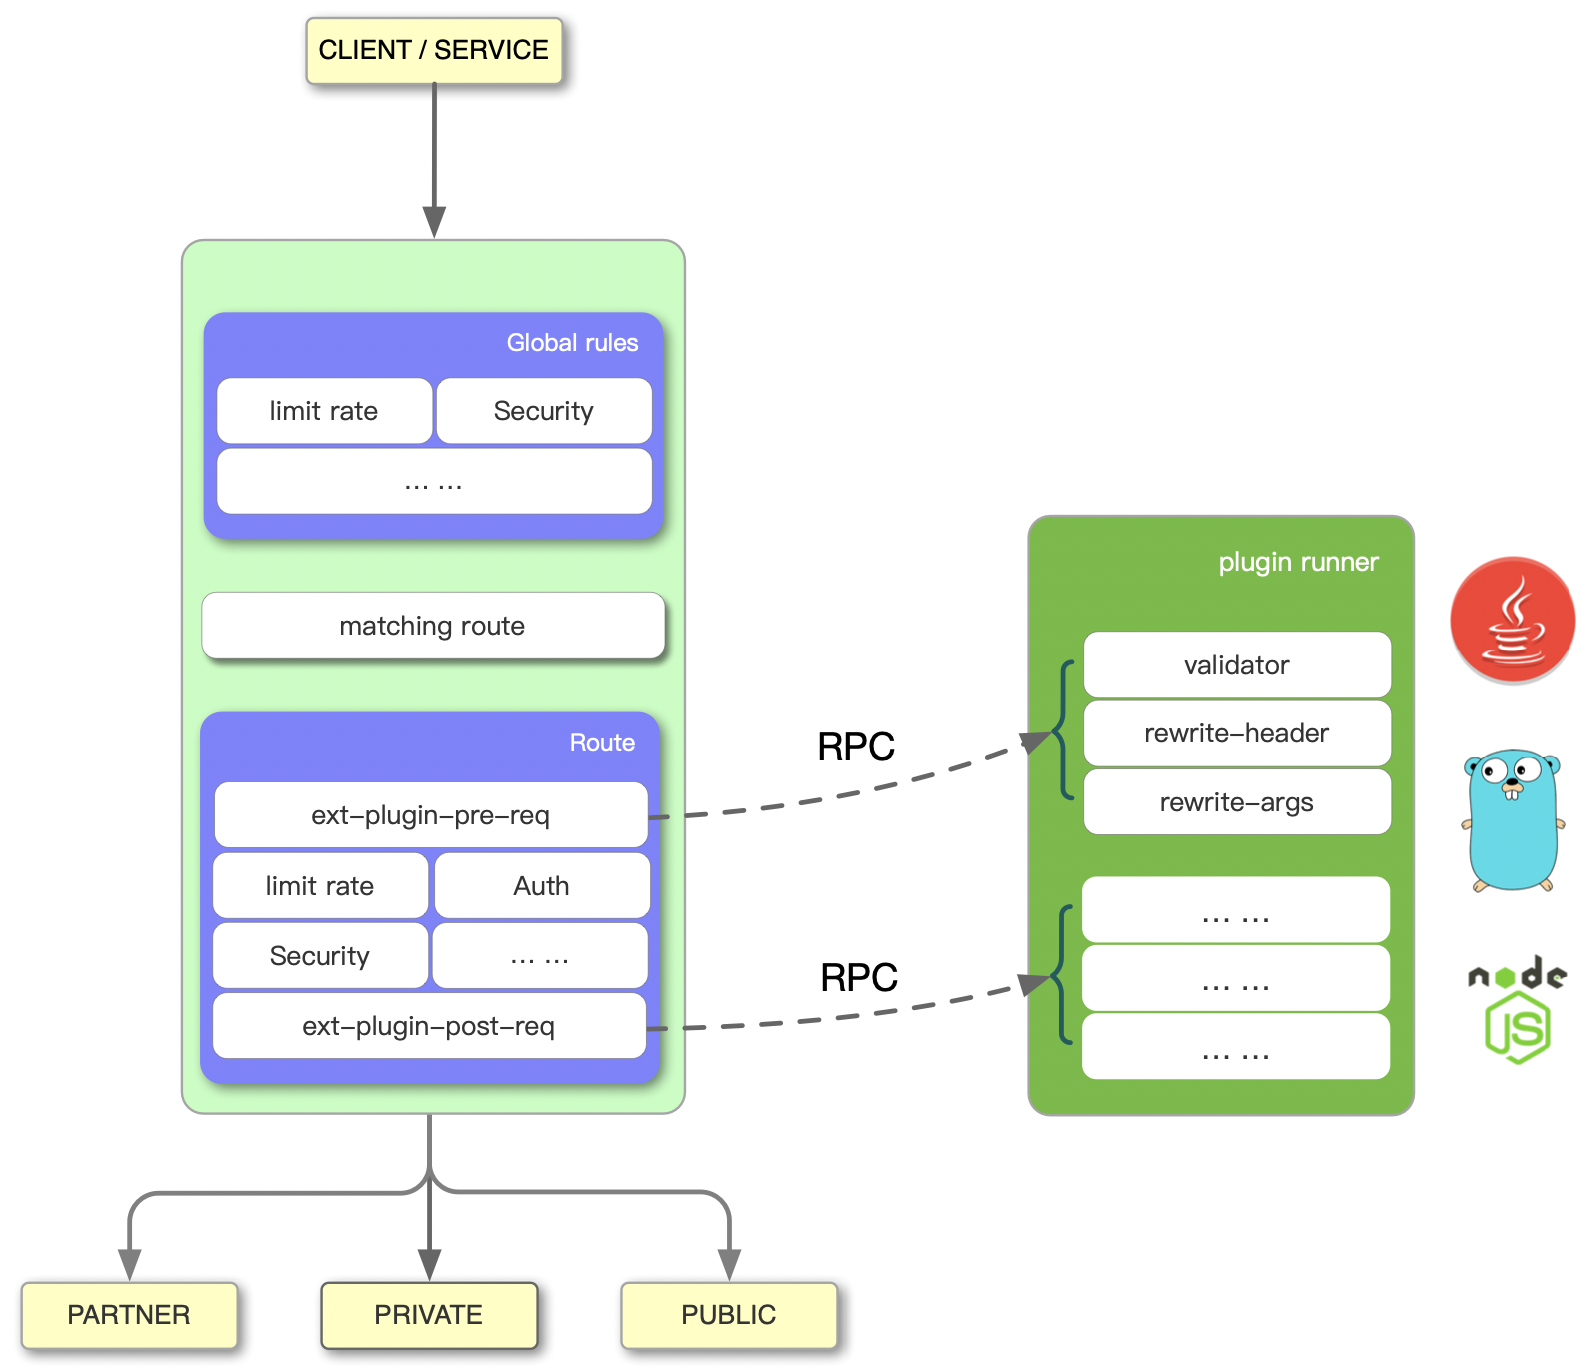 CLIENT / SERVICE
Global rules
limit rate
Security
... ...
matching route
Route
ext-plugin-pre-req
limit rate
Auth
Security
... ...
ext-plugin-post-req
RPC
RPC
plugin runner
validator
rewrite-header
rewrite-args
... ...
... ...
... ...
node
JS
PARTNER
PRIVATE
PUBLIC